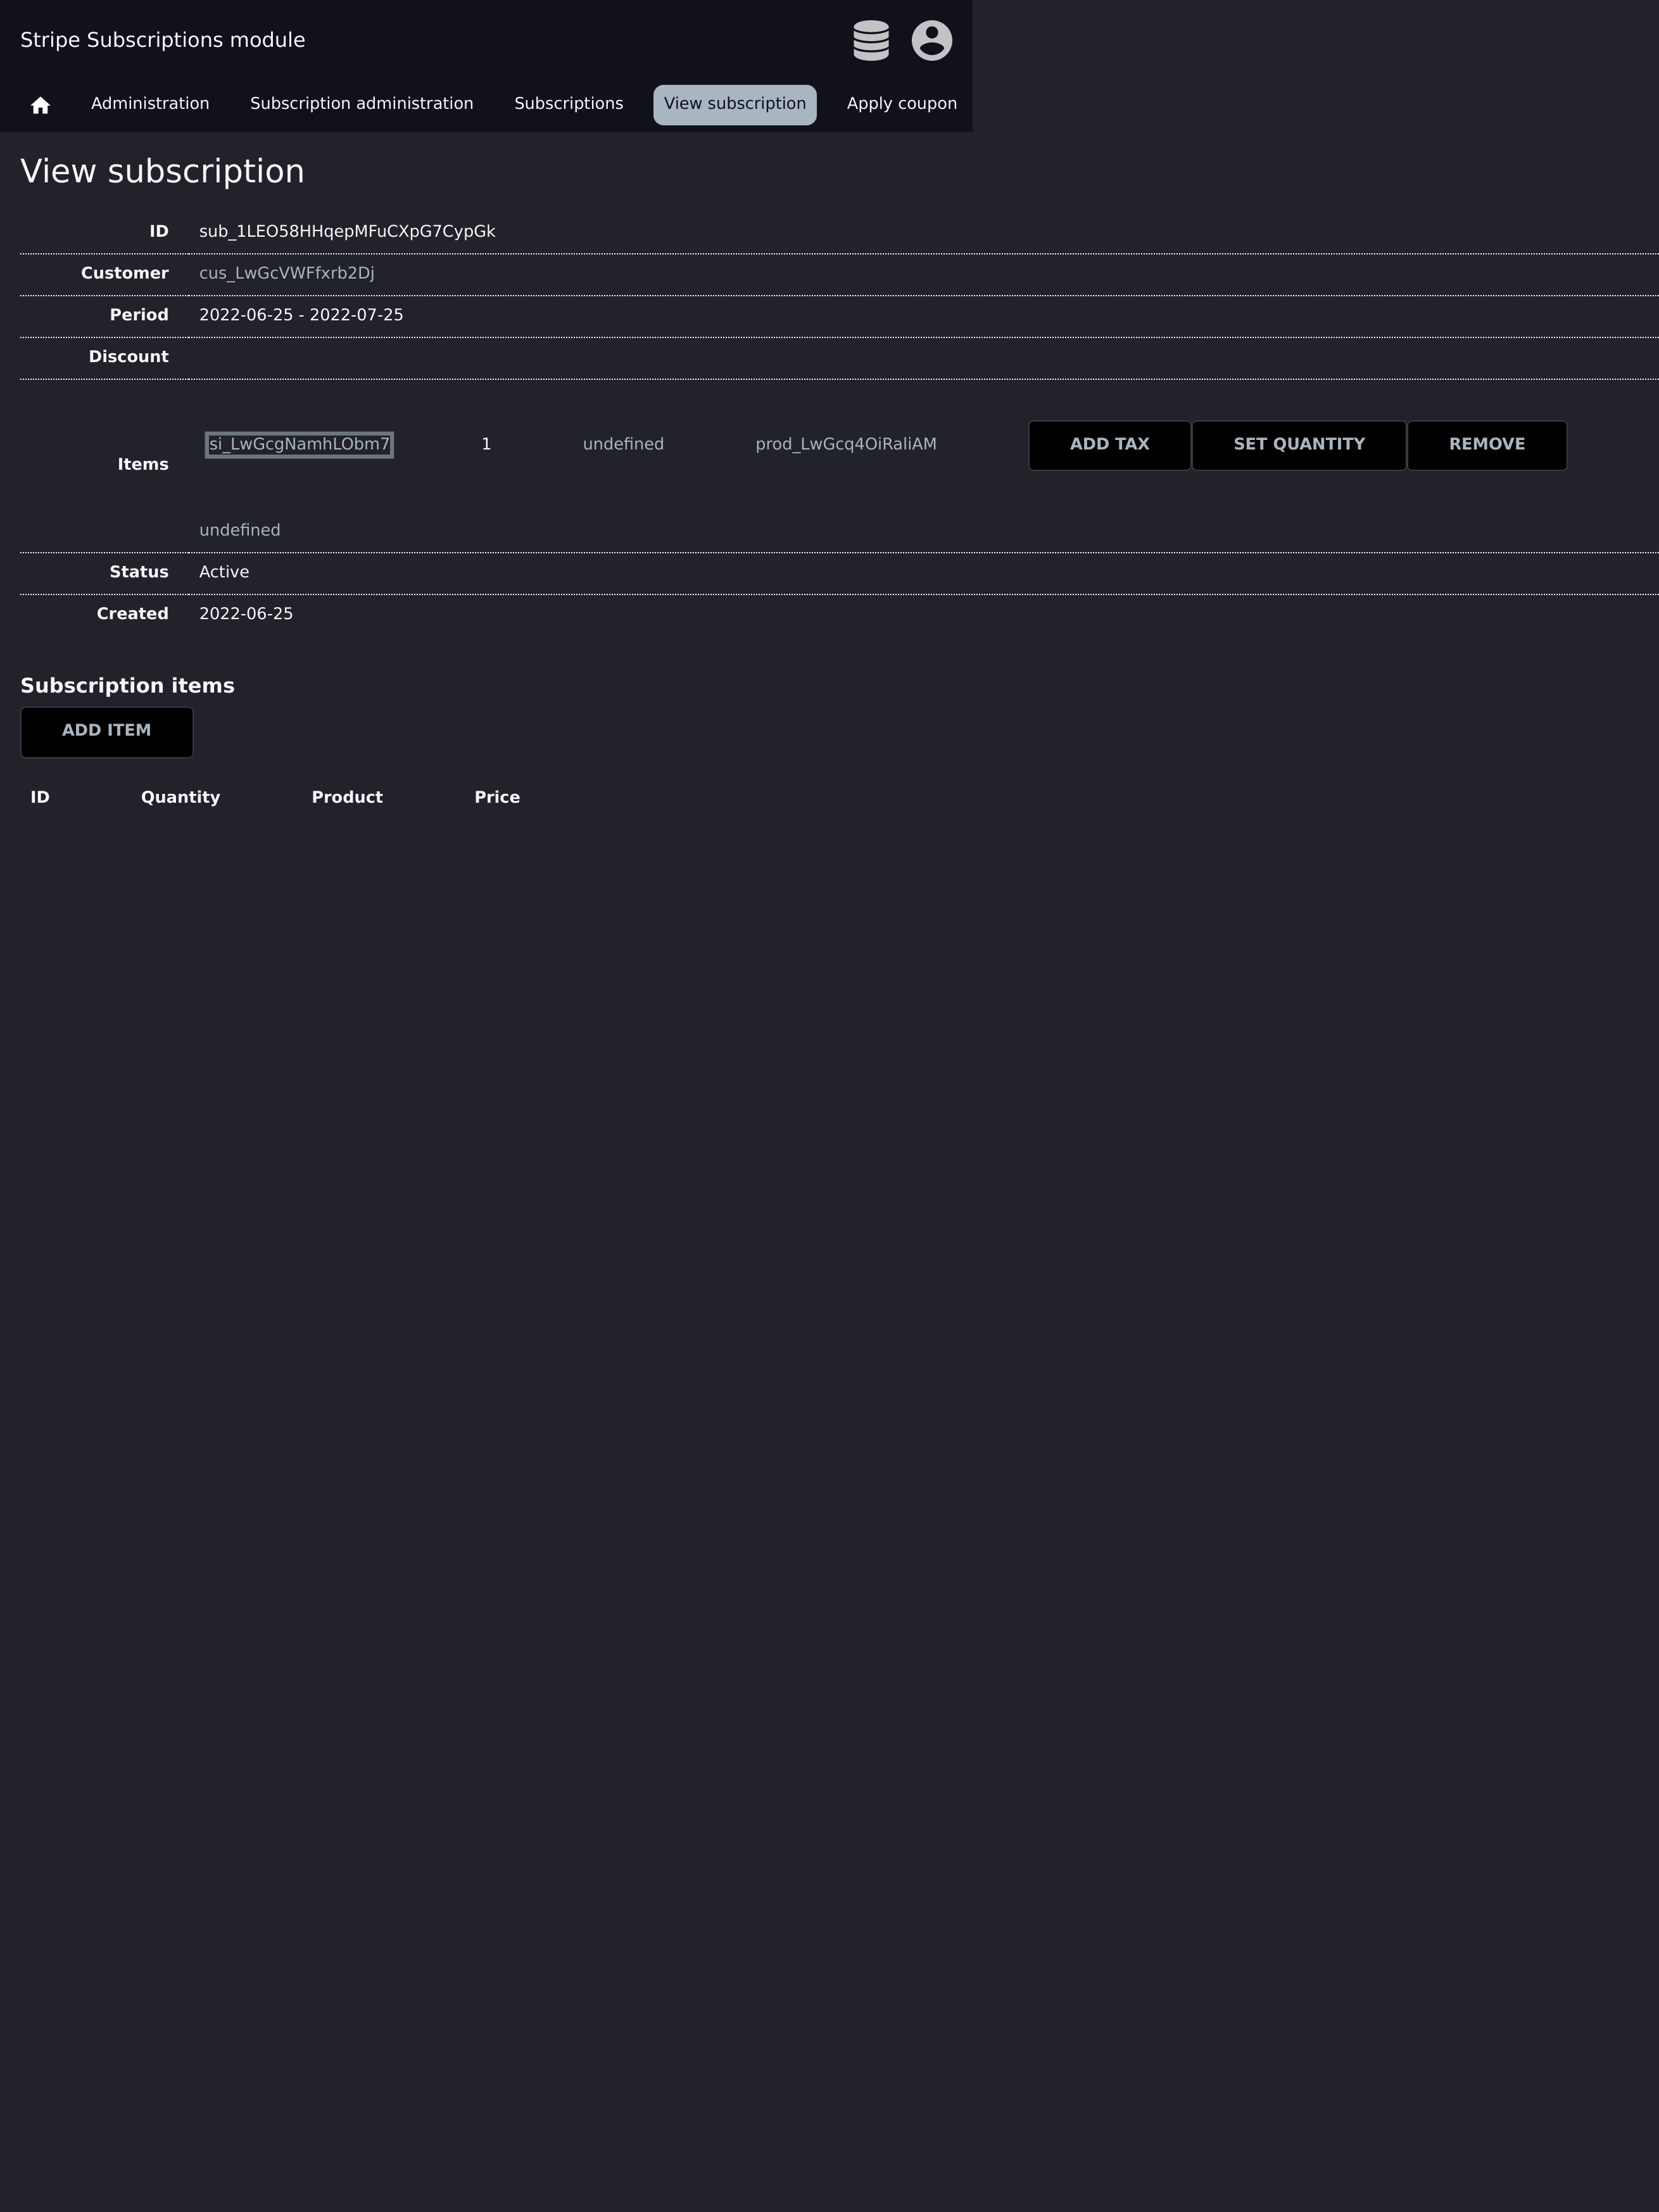 Stripe Subscriptions module
Administration Subscription administration Subscriptions View subscription Apply coupon
View subscription
ID sub_1LEO58HHqepMFuCXpG7CypGk
Customer cus_LwGcVWFfxrb2Dj
Period 2022-06-25 - 2022-07-25
Discount
si_LwGcgNamhLObm7 1 undefined prod_LwGcq4OiRaliAM ADD TAX SET QUANTITY REMOVE
Items
undefined
Status Active
Created 2022-06-25
Subscription items
ADD ITEM
ID Quantity Product Price